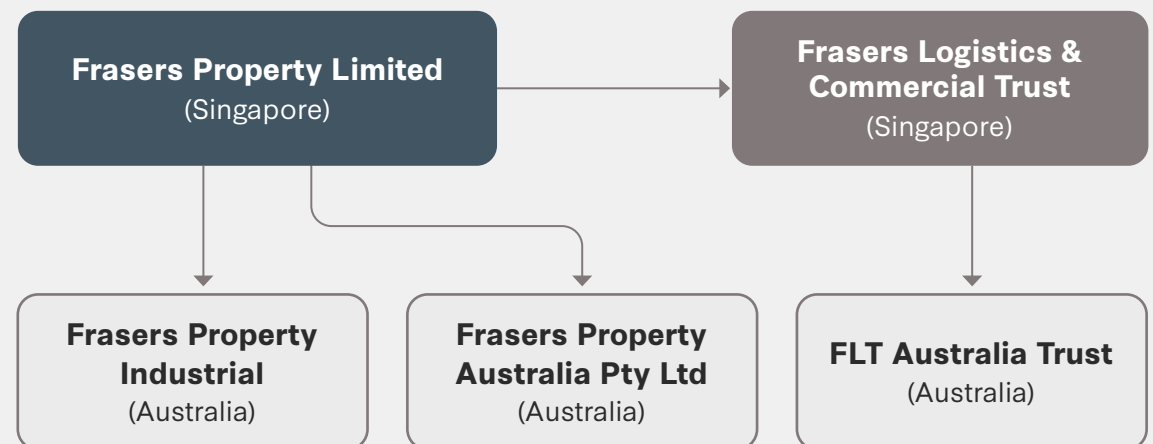 Frasers Property Limited
(Singapore)
Frasers Logistics &
Commercial Trust
(Singapore)
Frasers Property
Industrial
(Australia)
Frasers Property
Australia Pty Ltd
(Australia)
FLT Australia Trust
(Australia)